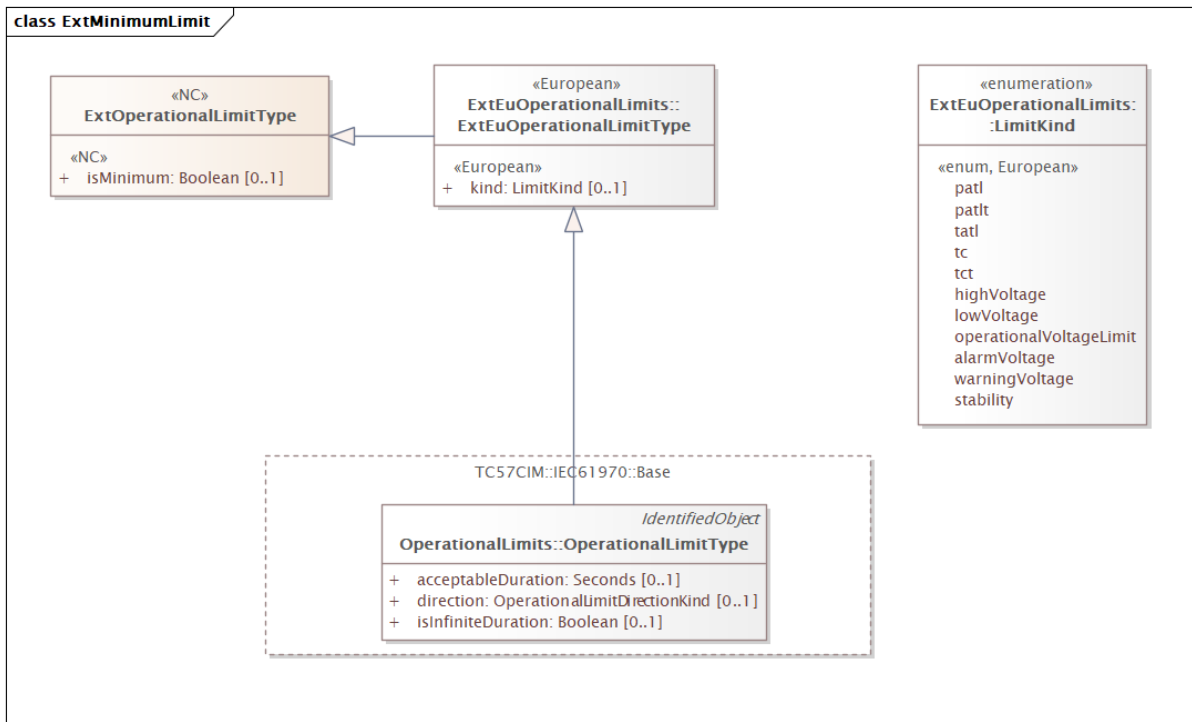 class ExtMinimumLimit
«NC»
ExtOperationalLimitType
«NC»
+ isMinimum: Boolean [0..1]
«European»
ExtEuOperationalLimits::
ExtEuOperationalLimitType
«European»
+ kind: LimitKind [0..1]
«enumeration»
ExtEuOperationalLimits:
:LimitKind
«enum, European»
patl
patlt
tatl
tc
tct
highVoltage
lowVoltage
operationalVoltageLimit
alarmVoltage
warningVoltage
stability
TC57CIM::IEC61970::Base
IdentifiedObject
OperationalLimits::OperationalLimitType
+ acceptableDuration: Seconds [0..1]
+ direction: OperationalLimitDirectionKind [0..1]
+ isInfiniteDuration: Boolean [0..1]